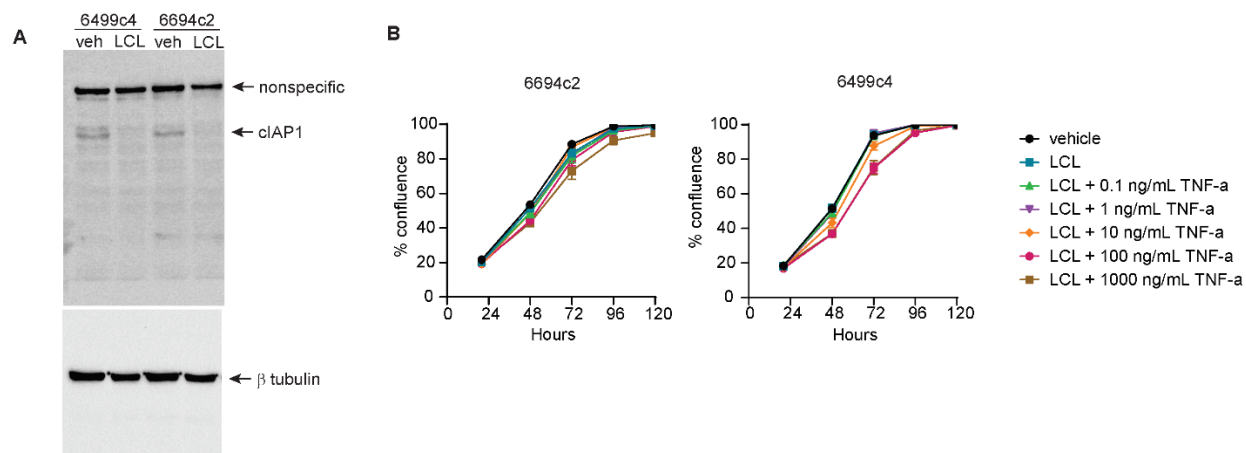 A
6499c4 6694c2
veh LCL veh LCL
nonspecific
cIAP1
β tubulin
B
6694c2
% confluence
100
80
60
40
20
0
0 24 48 72 96 120
Hours
6499c4
% confluence
100
80
60
40
20
0
0 24 48 72 96 120
Hours
vehicle
LCL
LCL + 0.1 ng/mL TNF-a
LCL + 1 ng/mL TNF-a
LCL + 10 ng/mL TNF-a
LCL + 100 ng/mL TNF-a
LCL + 1000 ng/mL TNF-a